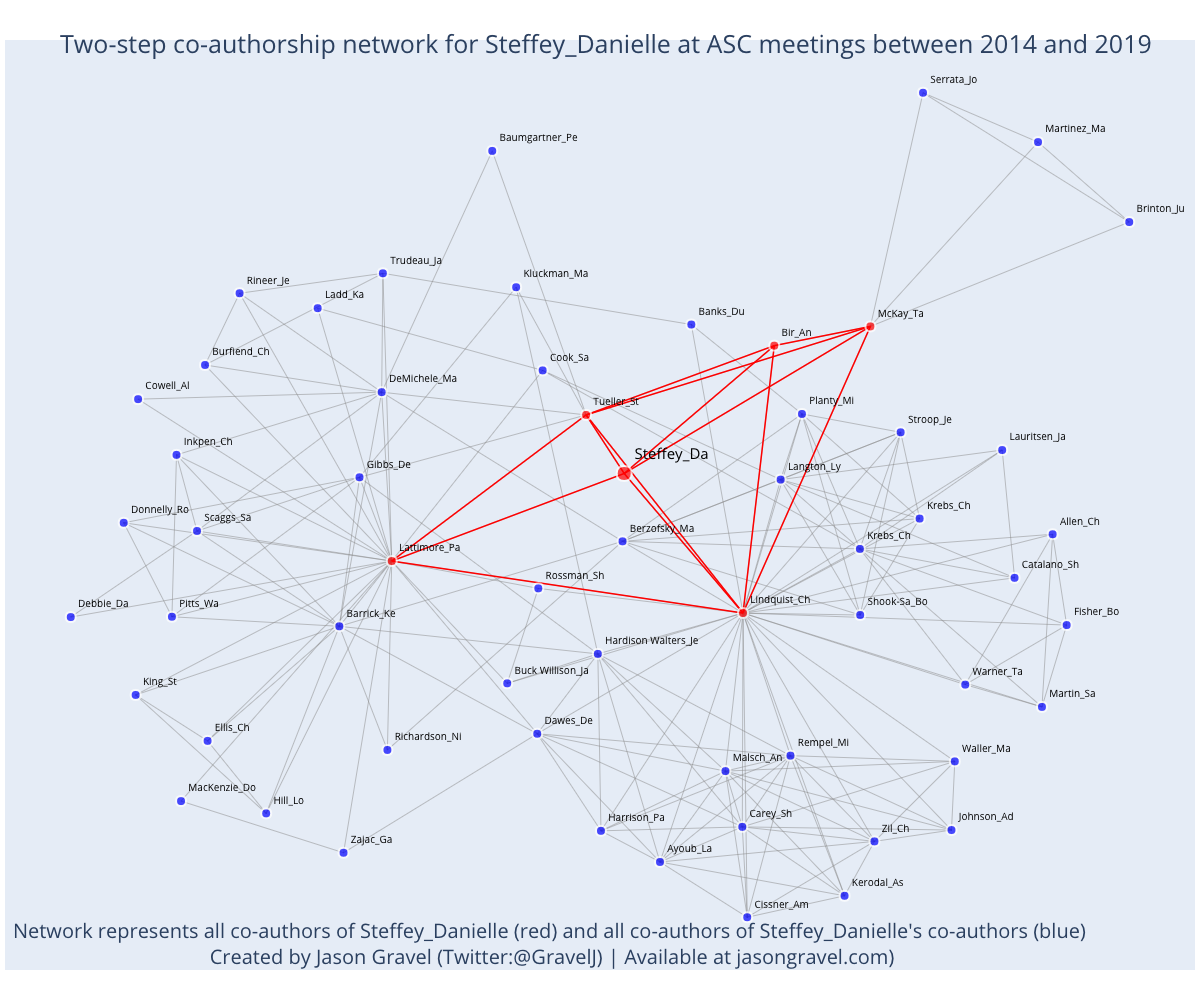 Two-step co-authorship network for Steffey_Danielle at ASC meetings between 2014 and 2019
Serrata_Jo
Martinez_Ma
Baumgartner_Pe
Brinton_Ju
Trudeau_Ja
Kluckman_Ma
Rineer_Je
Ladd_Ka
Banks_Du
McKay_Ta
Bir_An
Burfiend_Ch
Cook_Sa
Cowell_Al
DeMichele_Ma
Tueller_St
Planty_Mi
Stroop_Je
Lauritsen_Ja
Inkpen_Ch
Steffey_Da
Gibbs_De
Langton_Ly
Donnelly_Ro
Scaggs_Sa
Krebs_Ch
Berzofsky_Ma
Krebs_Ch
Allen_Ch
Lattimore_Pa
Catalano_Sh
Rossman_Sh
Debbie_Da
Pitts_Wa
Barrick_Ke
Lindquist_Ch
Shook-Sa_Bo
Fisher_Bo
Hardison Walters_Je
Buck Willison_Ja
Warner_Ta
King_St
Martin_Sa
Ellis_Ch
Richardson_Ni
Dawes_De
Rempel_Mi
Malsch_An
Waller_Ma
MacKenzie_Do
Hill_Lo
Harrison_Pa
Carey_Sh
Johnson_Ad
Zil_Ch
Zajac_Ga
Ayoub_La
Kerodal_As
Cissner_Am
Network represents all co-authors of Steffey_Danielle (red) and all co-authors of Steffey_Danielle's co-authors (blue)
Created by Jason Gravel (Twitter:@GravelJ) | Available at jasongravel.com)